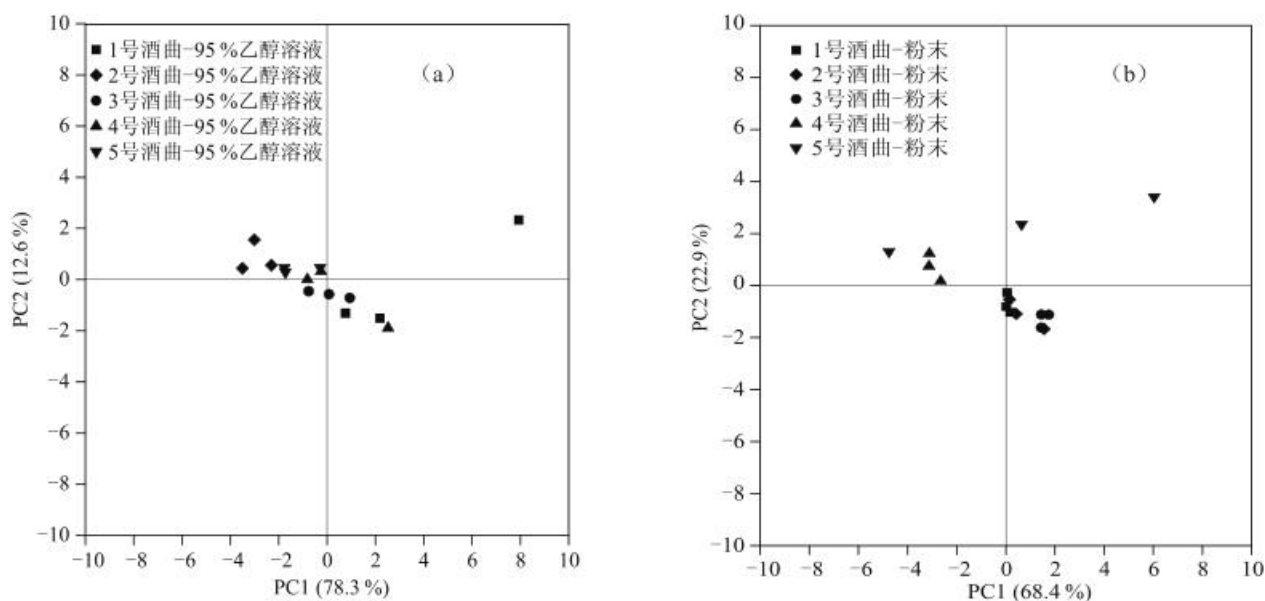 10
8
6
4
2
0
−2
−4
−6
−8
−10
PC2 (12.6 %)
1号酒曲−95 %乙醇溶液
2号酒曲−95 %乙醇溶液
3号酒曲−95 %乙醇溶液
4号酒曲−95 %乙醇溶液
5号酒曲−95 %乙醇溶液
（a）
−10 −8 −6 −4 −2 0 2 4 6 8 10
PC1 (78.3 %)
10
8
6
4
2
0
−2
−4
−6
−8
−10
PC2 (22.9 %)
1号酒曲−粉末
2号酒曲−粉末
3号酒曲−粉末
4号酒曲−粉末
5号酒曲−粉末
（b）
−10 −8 −6 −4 −2 0 2 4 6 8 10
PC1 (68.4 %)